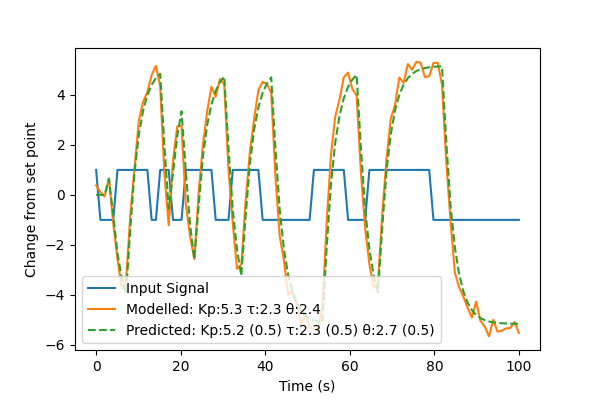 4
2
0
−2
−4
−6
Change from set point
Input Signal
Modelled: Kp:5.3 τ:2.3 θ:2.4
Predicted: Kp:5.2 (0.5) τ:2.3 (0.5) θ:2.7 (0.5)
0 20 40 60 80 100
Time (s)